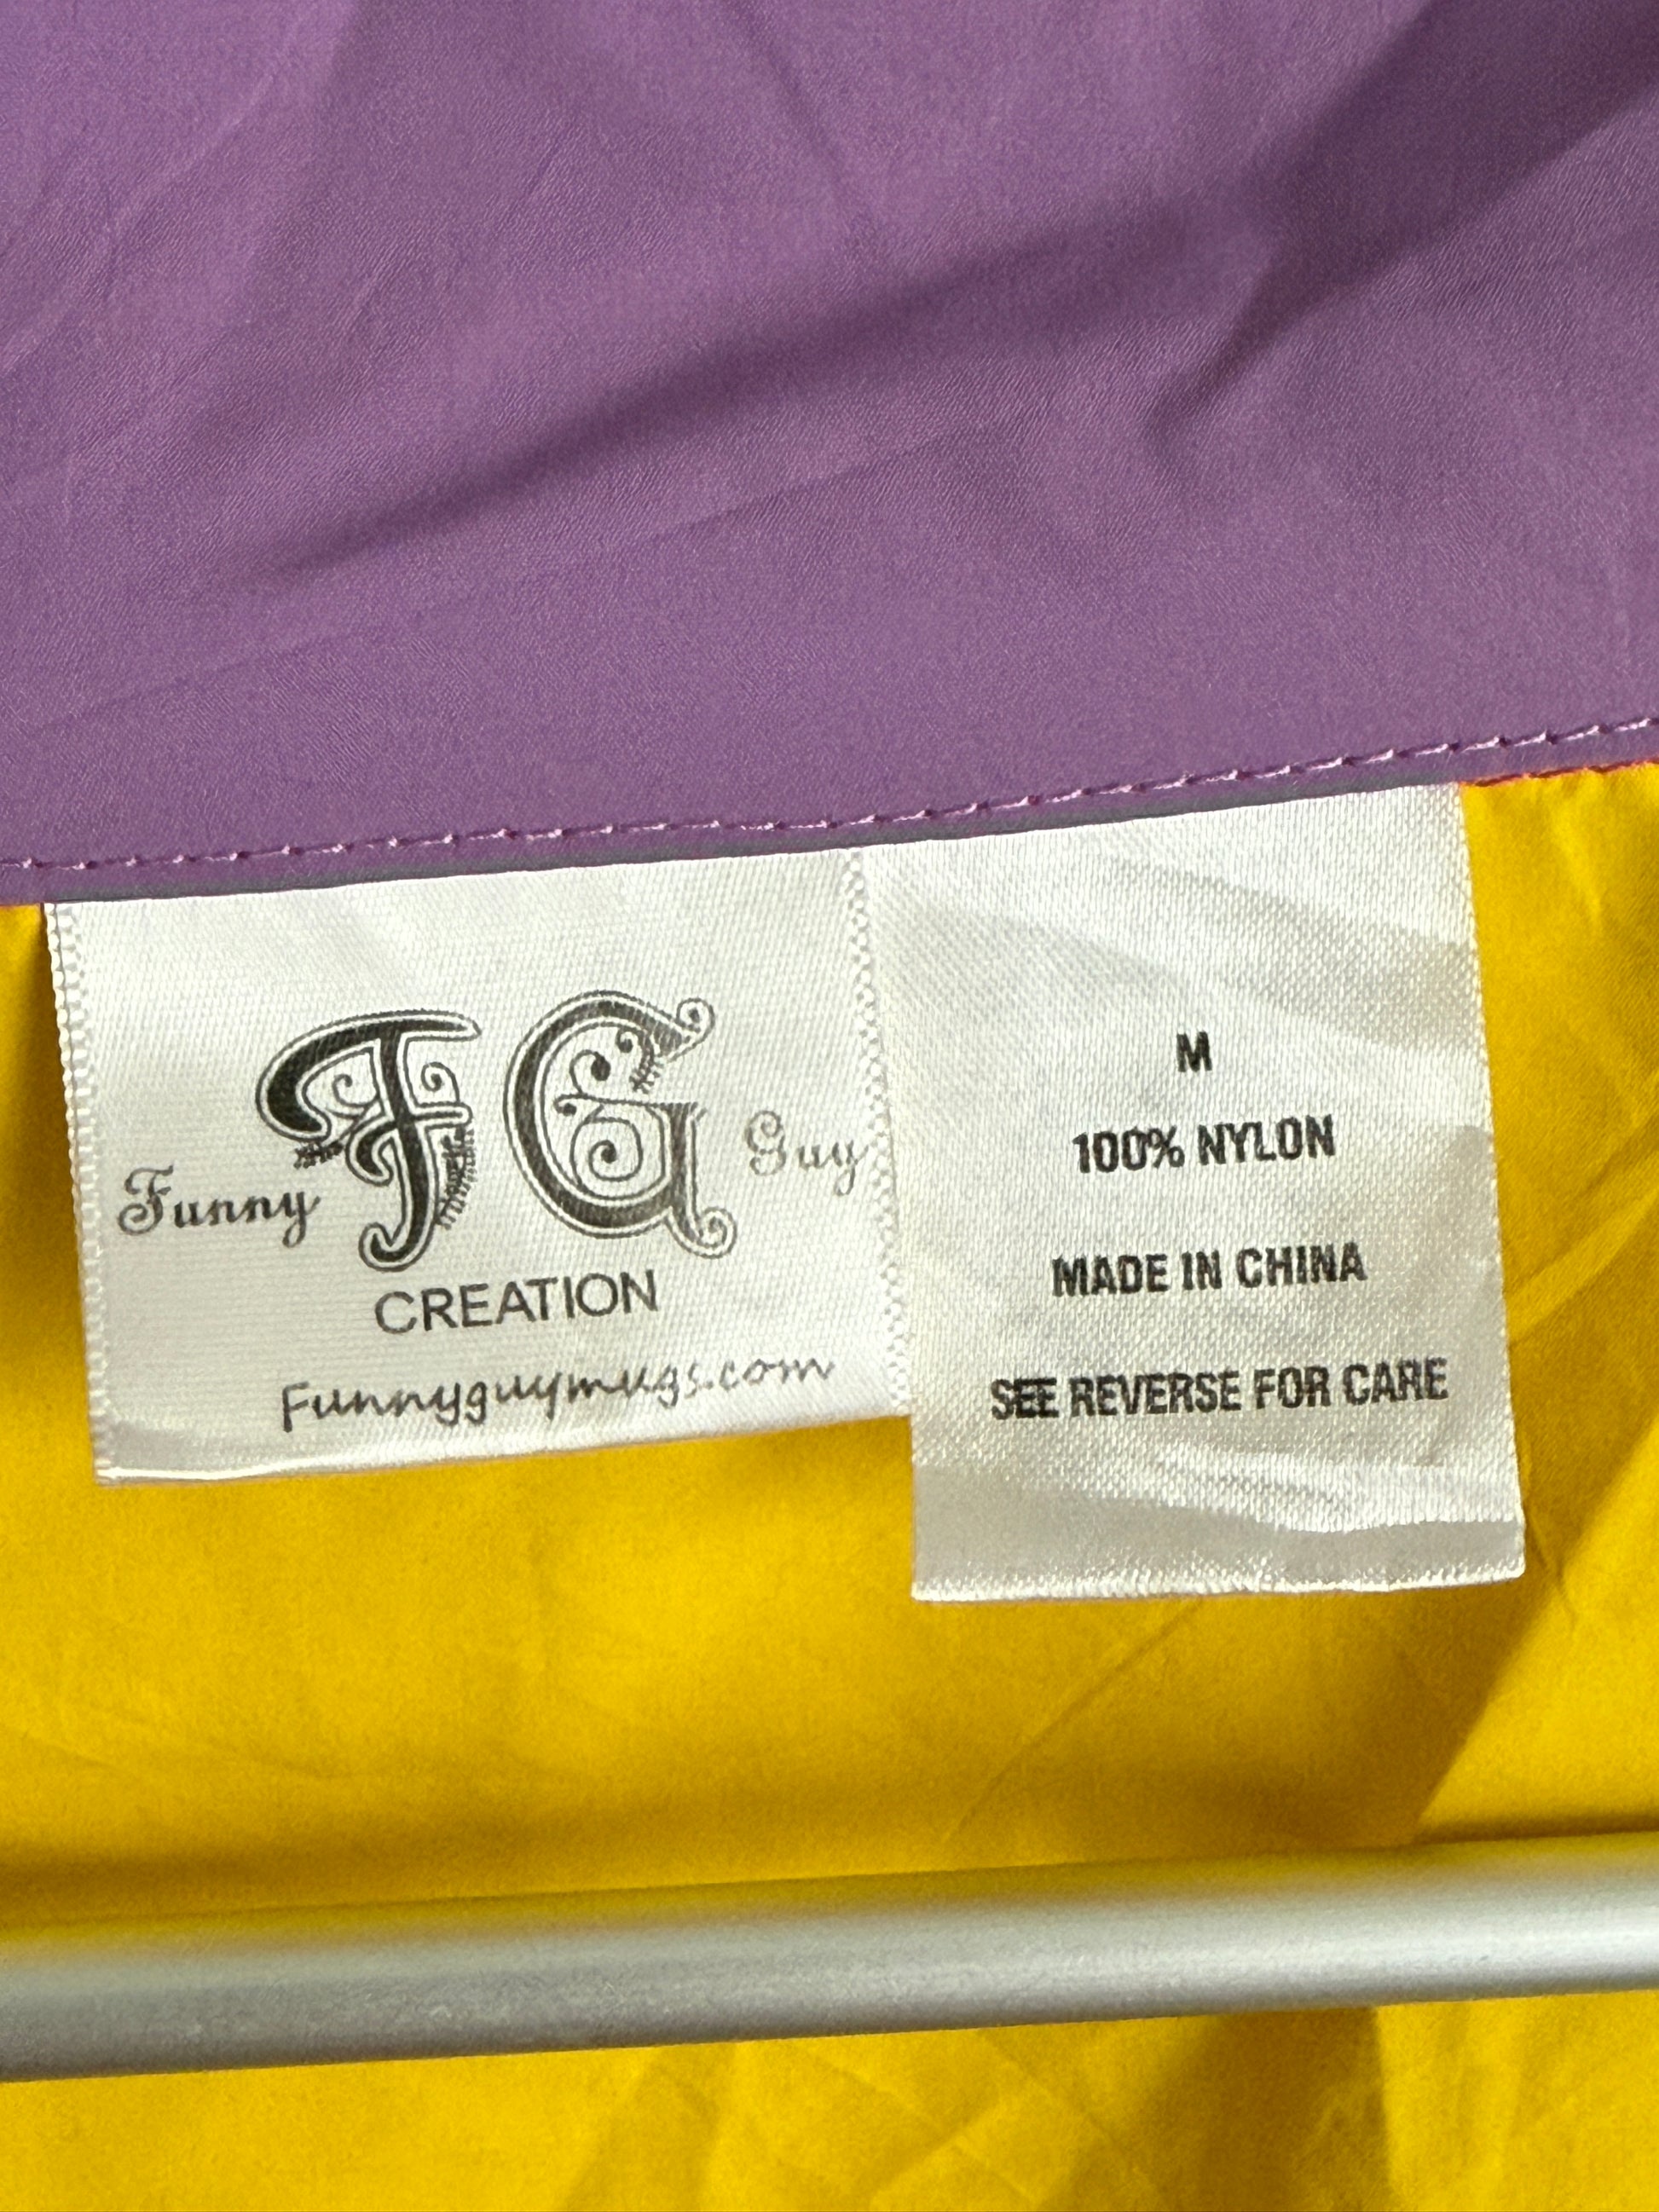 FG
Funny Guy
CREATION
Funnyguymugs.com
M
100% NYLON
MADE IN CHINA
SEE REVERSE FOR CARE